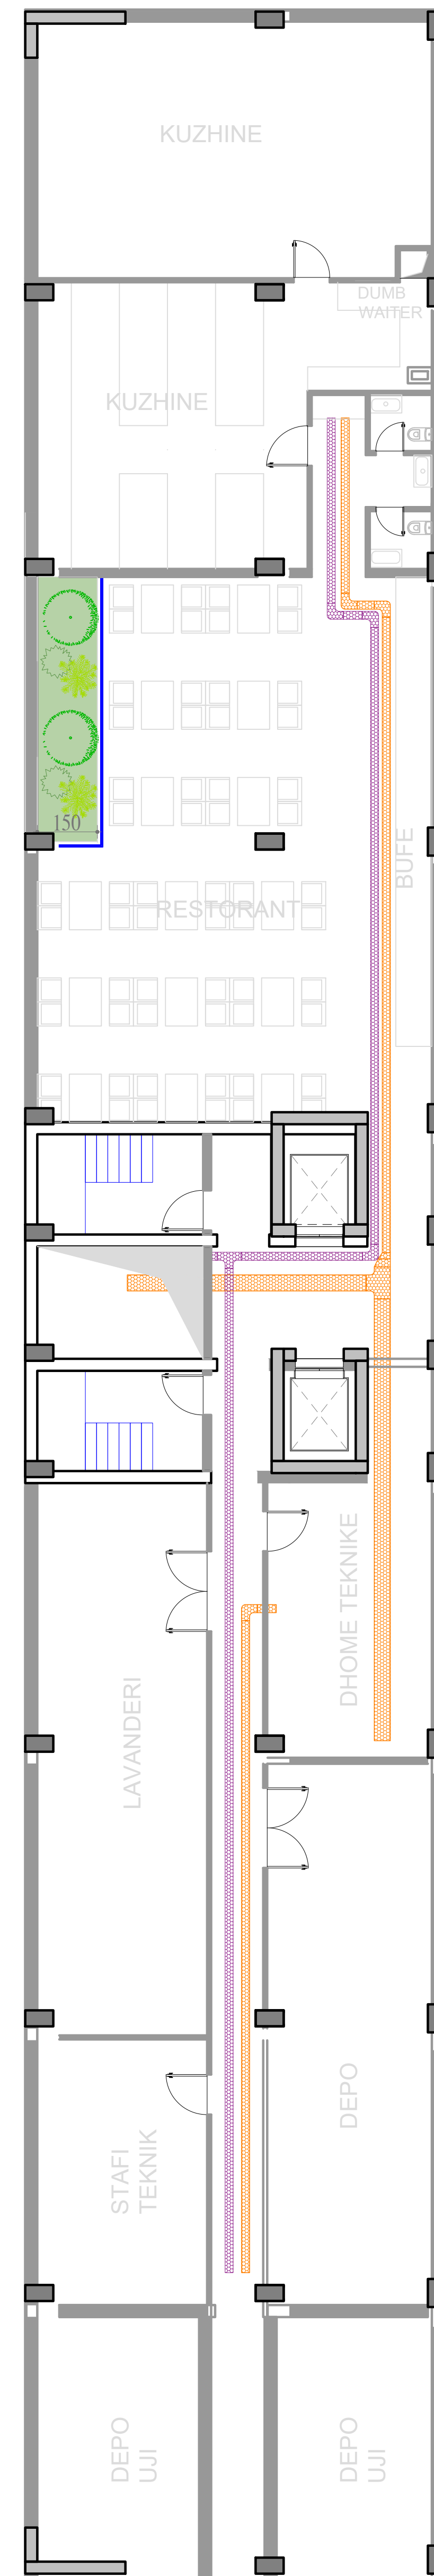 KUZHINE
DUMB
WAITER
KUZHINE
150
BUFE
RESTORANT
DHOME TEKNIKE
LAVANDERI
DEPO
STAFI
TEKNIK
DEPO
UJI
DEPO
UJI